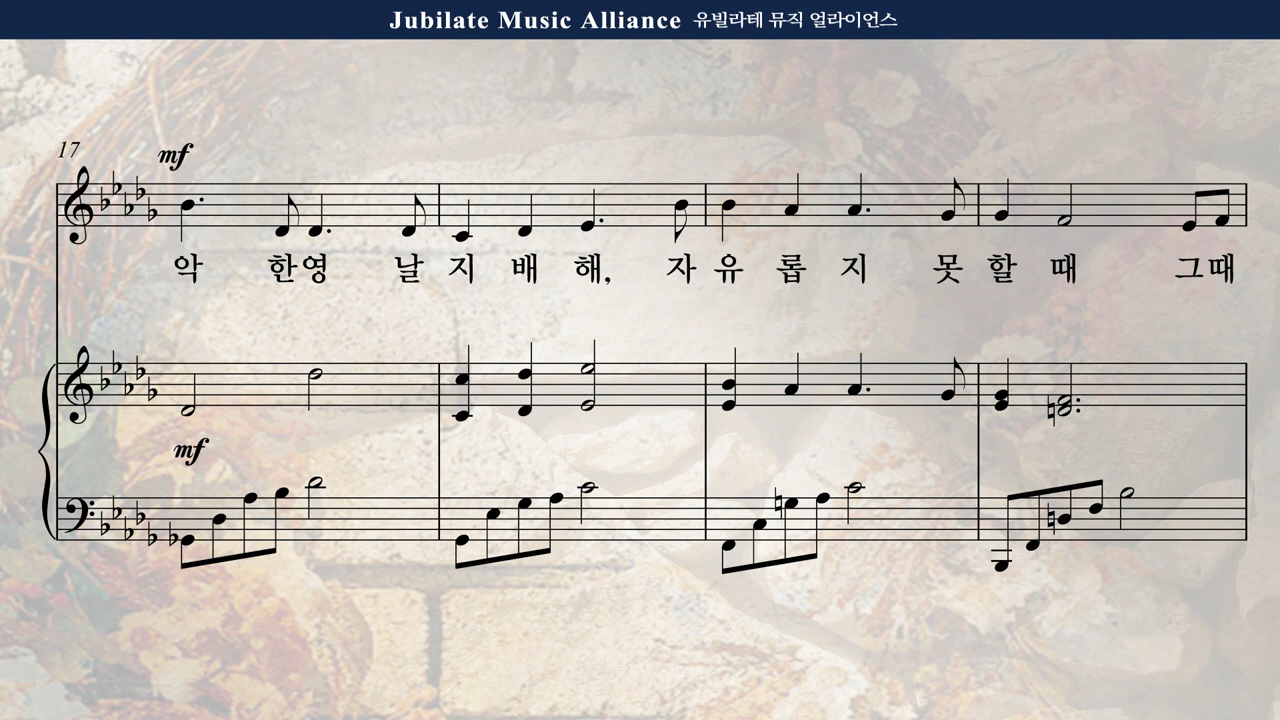 Jubilate Music Alliance 유빌라테 뮤직 얼라이언스
17
mf
악 한영 날 지 배 해, 자 유 롭 지 못 할 때 그때
mf